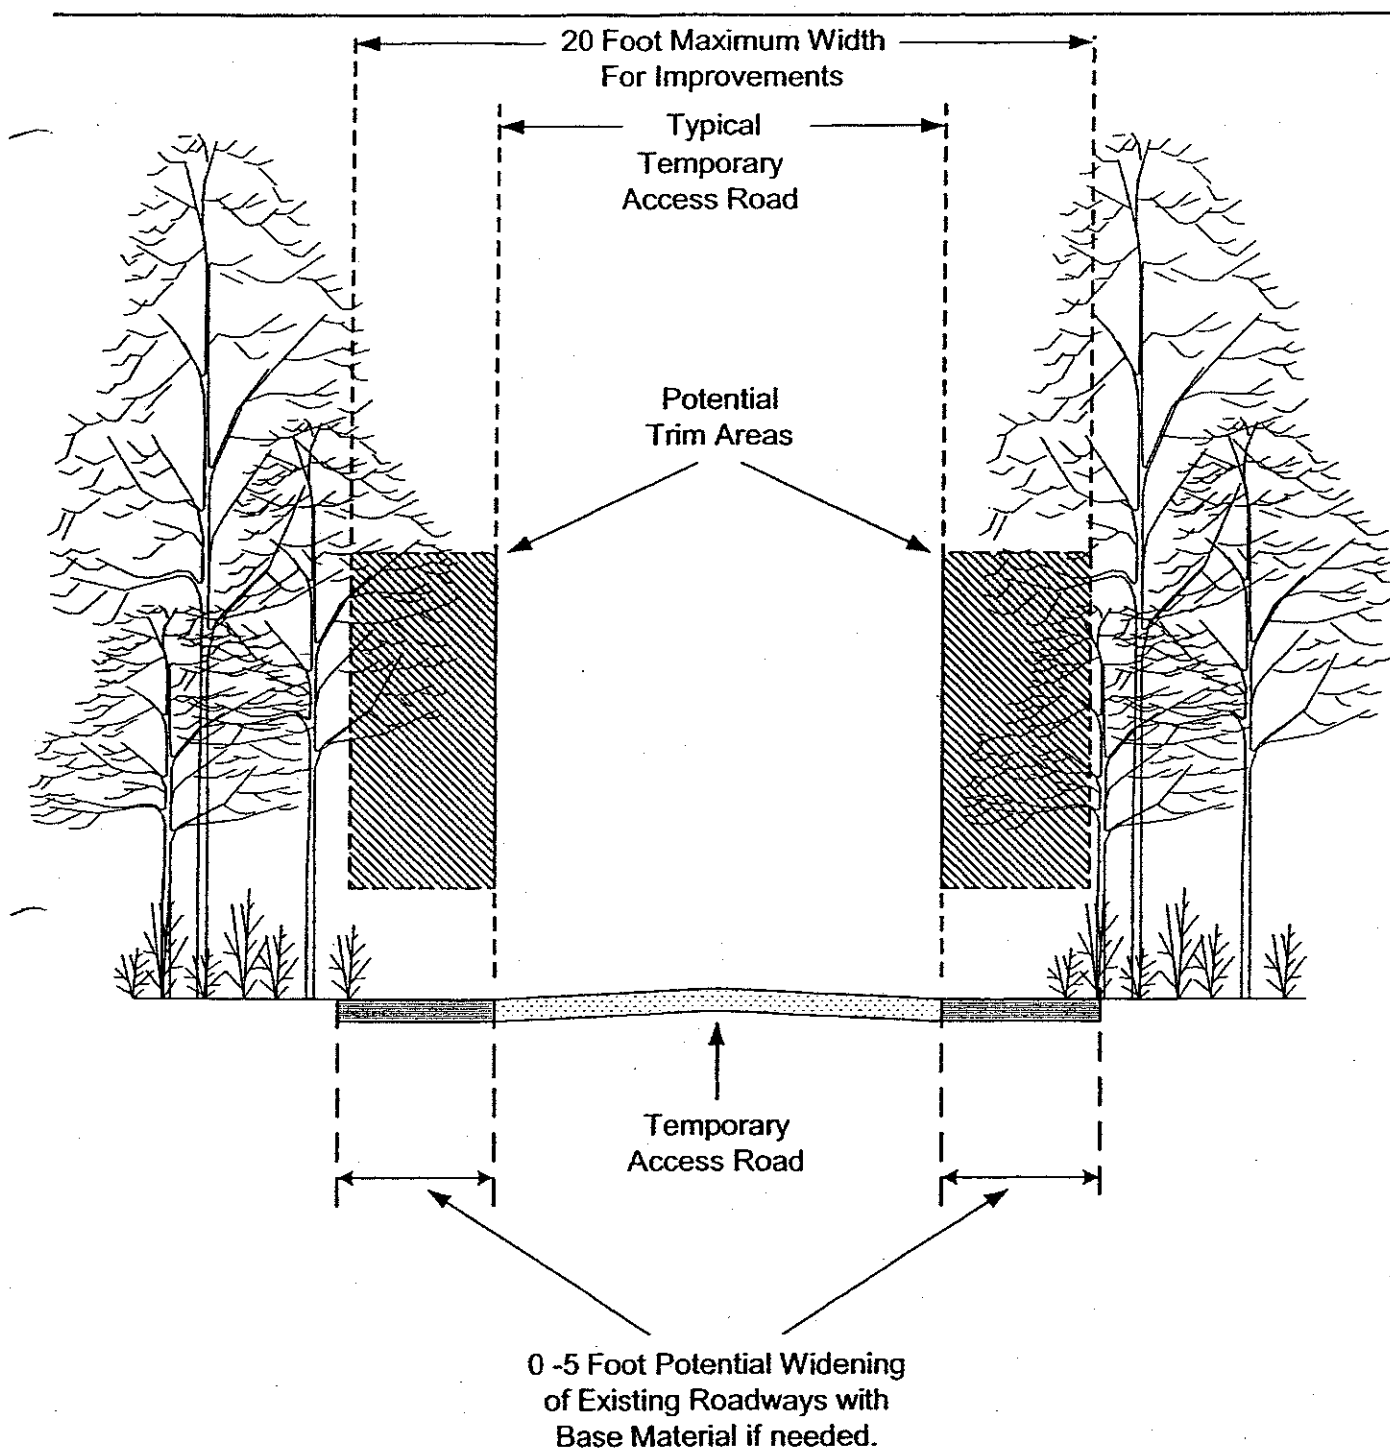 20 Foot Maximum Width
For Improvements
Typical
Temporary
Access Road
Potential
Trim Areas
Temporary
Access Road
0 -5 Foot Potential Widening
of Existing Roadways with
Base Material if needed.